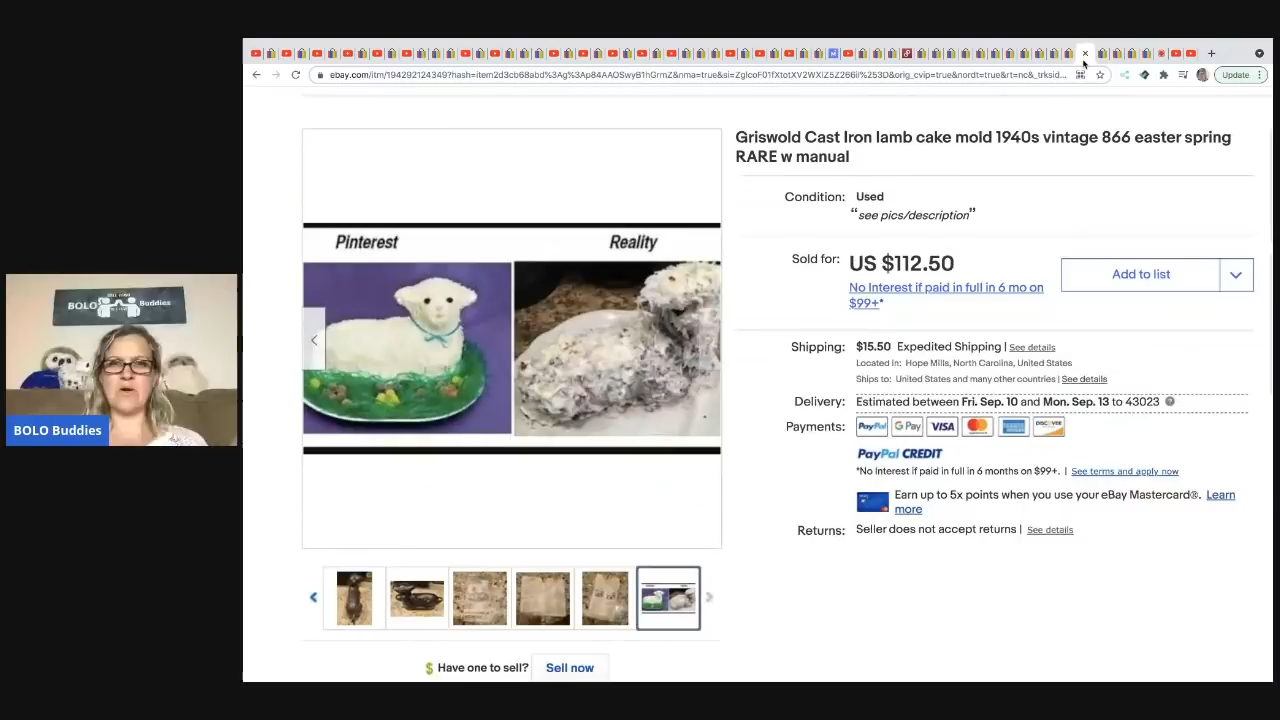 ebay.com/itm/194292124349?hash=item2d3cb68abd%3Ag%3Ap84AAOSwyB1hGrmZ&nma=true&si=ZglcoF01fXtotXV2WXiZ5Z266iI%253D&orig_cvip=true&nordt=true&rt=nc&_trksid...
Update
Griswold Cast Iron lamb cake mold 1940s vintage 866 easter spring
RARE w manual
Condition: Used
“see pics/description”
Pinterest
Reality
Sold for: US $112.50
Add to list
No Interest if paid in full in 6 mo on
$99+*
Shipping: $15.50 Expedited Shipping | See details
Located in: Hope Mills, North Carolina, United States
Ships to: United States and many other countries | See details
Delivery: Estimated between Fri. Sep. 10 and Mon. Sep. 13 to 43023
Payments: PayPal G Pay VISA
DISCOVER
PayPal CREDIT
*No Interest if paid in full in 6 months on $99+. | See terms and apply now
Earn up to 5x points when you use your eBay Mastercard®. Learn
more
Returns: Seller does not accept returns | See details
Have one to sell? Sell now
BOLO Buddies
BOLO Buddies